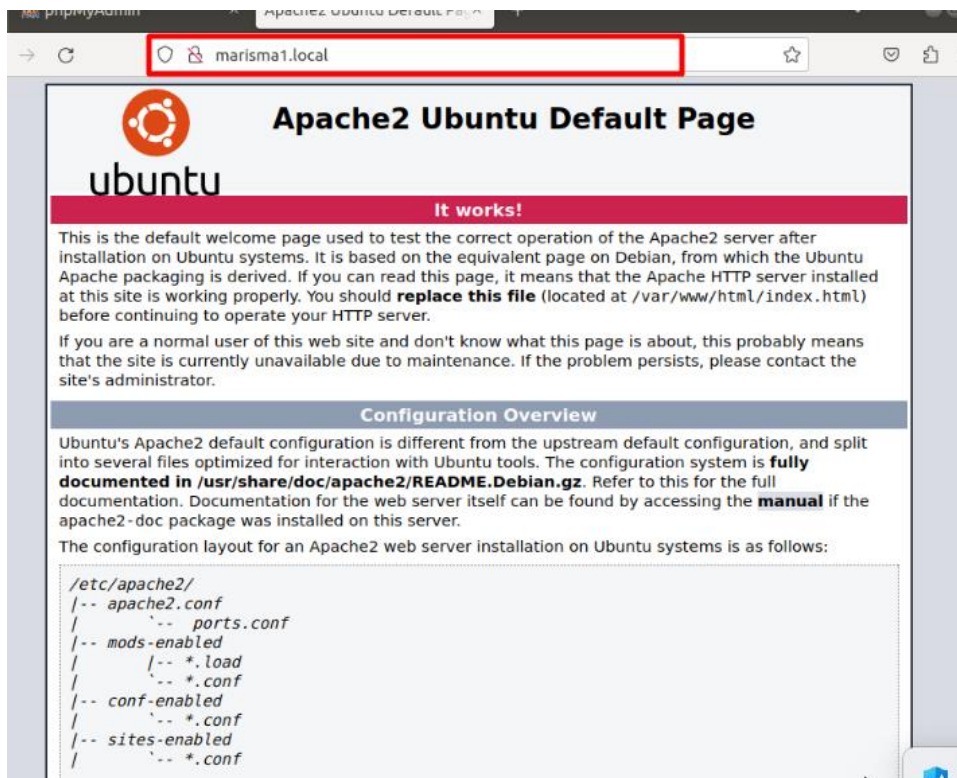 phpMyAdmin
Apache2 Ubuntu Default Pag
marisma1.local
Apache2 Ubuntu Default Page
ubuntu
It works!
This is the default welcome page used to test the correct operation of the Apache2 server after
installation on Ubuntu systems. It is based on the equivalent page on Debian, from which the Ubuntu
Apache packaging is derived. If you can read this page, it means that the Apache HTTP server installed
at this site is working properly. You should replace this file (located at /var/www/html/index.html)
before continuing to operate your HTTP server.
If you are a normal user of this web site and don't know what this page is about, this probably means
that the site is currently unavailable due to maintenance. If the problem persists, please contact the
site's administrator.
Configuration Overview
Ubuntu's Apache2 default configuration is different from the upstream default configuration, and split
into several files optimized for interaction with Ubuntu tools. The configuration system is fully
documented in /usr/share/doc/apache2/README.Debian.gz. Refer to this for the full
documentation. Documentation for the web server itself can be found by accessing the manual if the
apache2-doc package was installed on this server.
The configuration layout for an Apache2 web server installation on Ubuntu systems is as follows:
/etc/apache2/
|-- apache2.conf
|       `--  ports.conf
|-- mods-enabled
|       |-- *.load
|       `-- *.conf
|-- conf-enabled
|       `-- *.conf
|-- sites-enabled
|       `-- *.conf